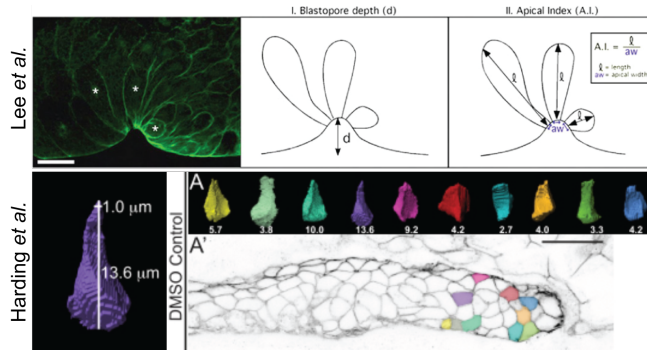 Lee et al.
* * *
I. Blastopore depth (d)
d
II. Apical Index (A.I.)
ℓ ℓ ℓ
aw
A.I. = ℓ / aw
ℓ = length
aw = apical width
Harding et al.
1.0 μm
13.6 μm
DMSO Control
A
5.7 3.8 10.0 13.6 9.2 4.2 2.7 4.0 3.3 4.2
A'